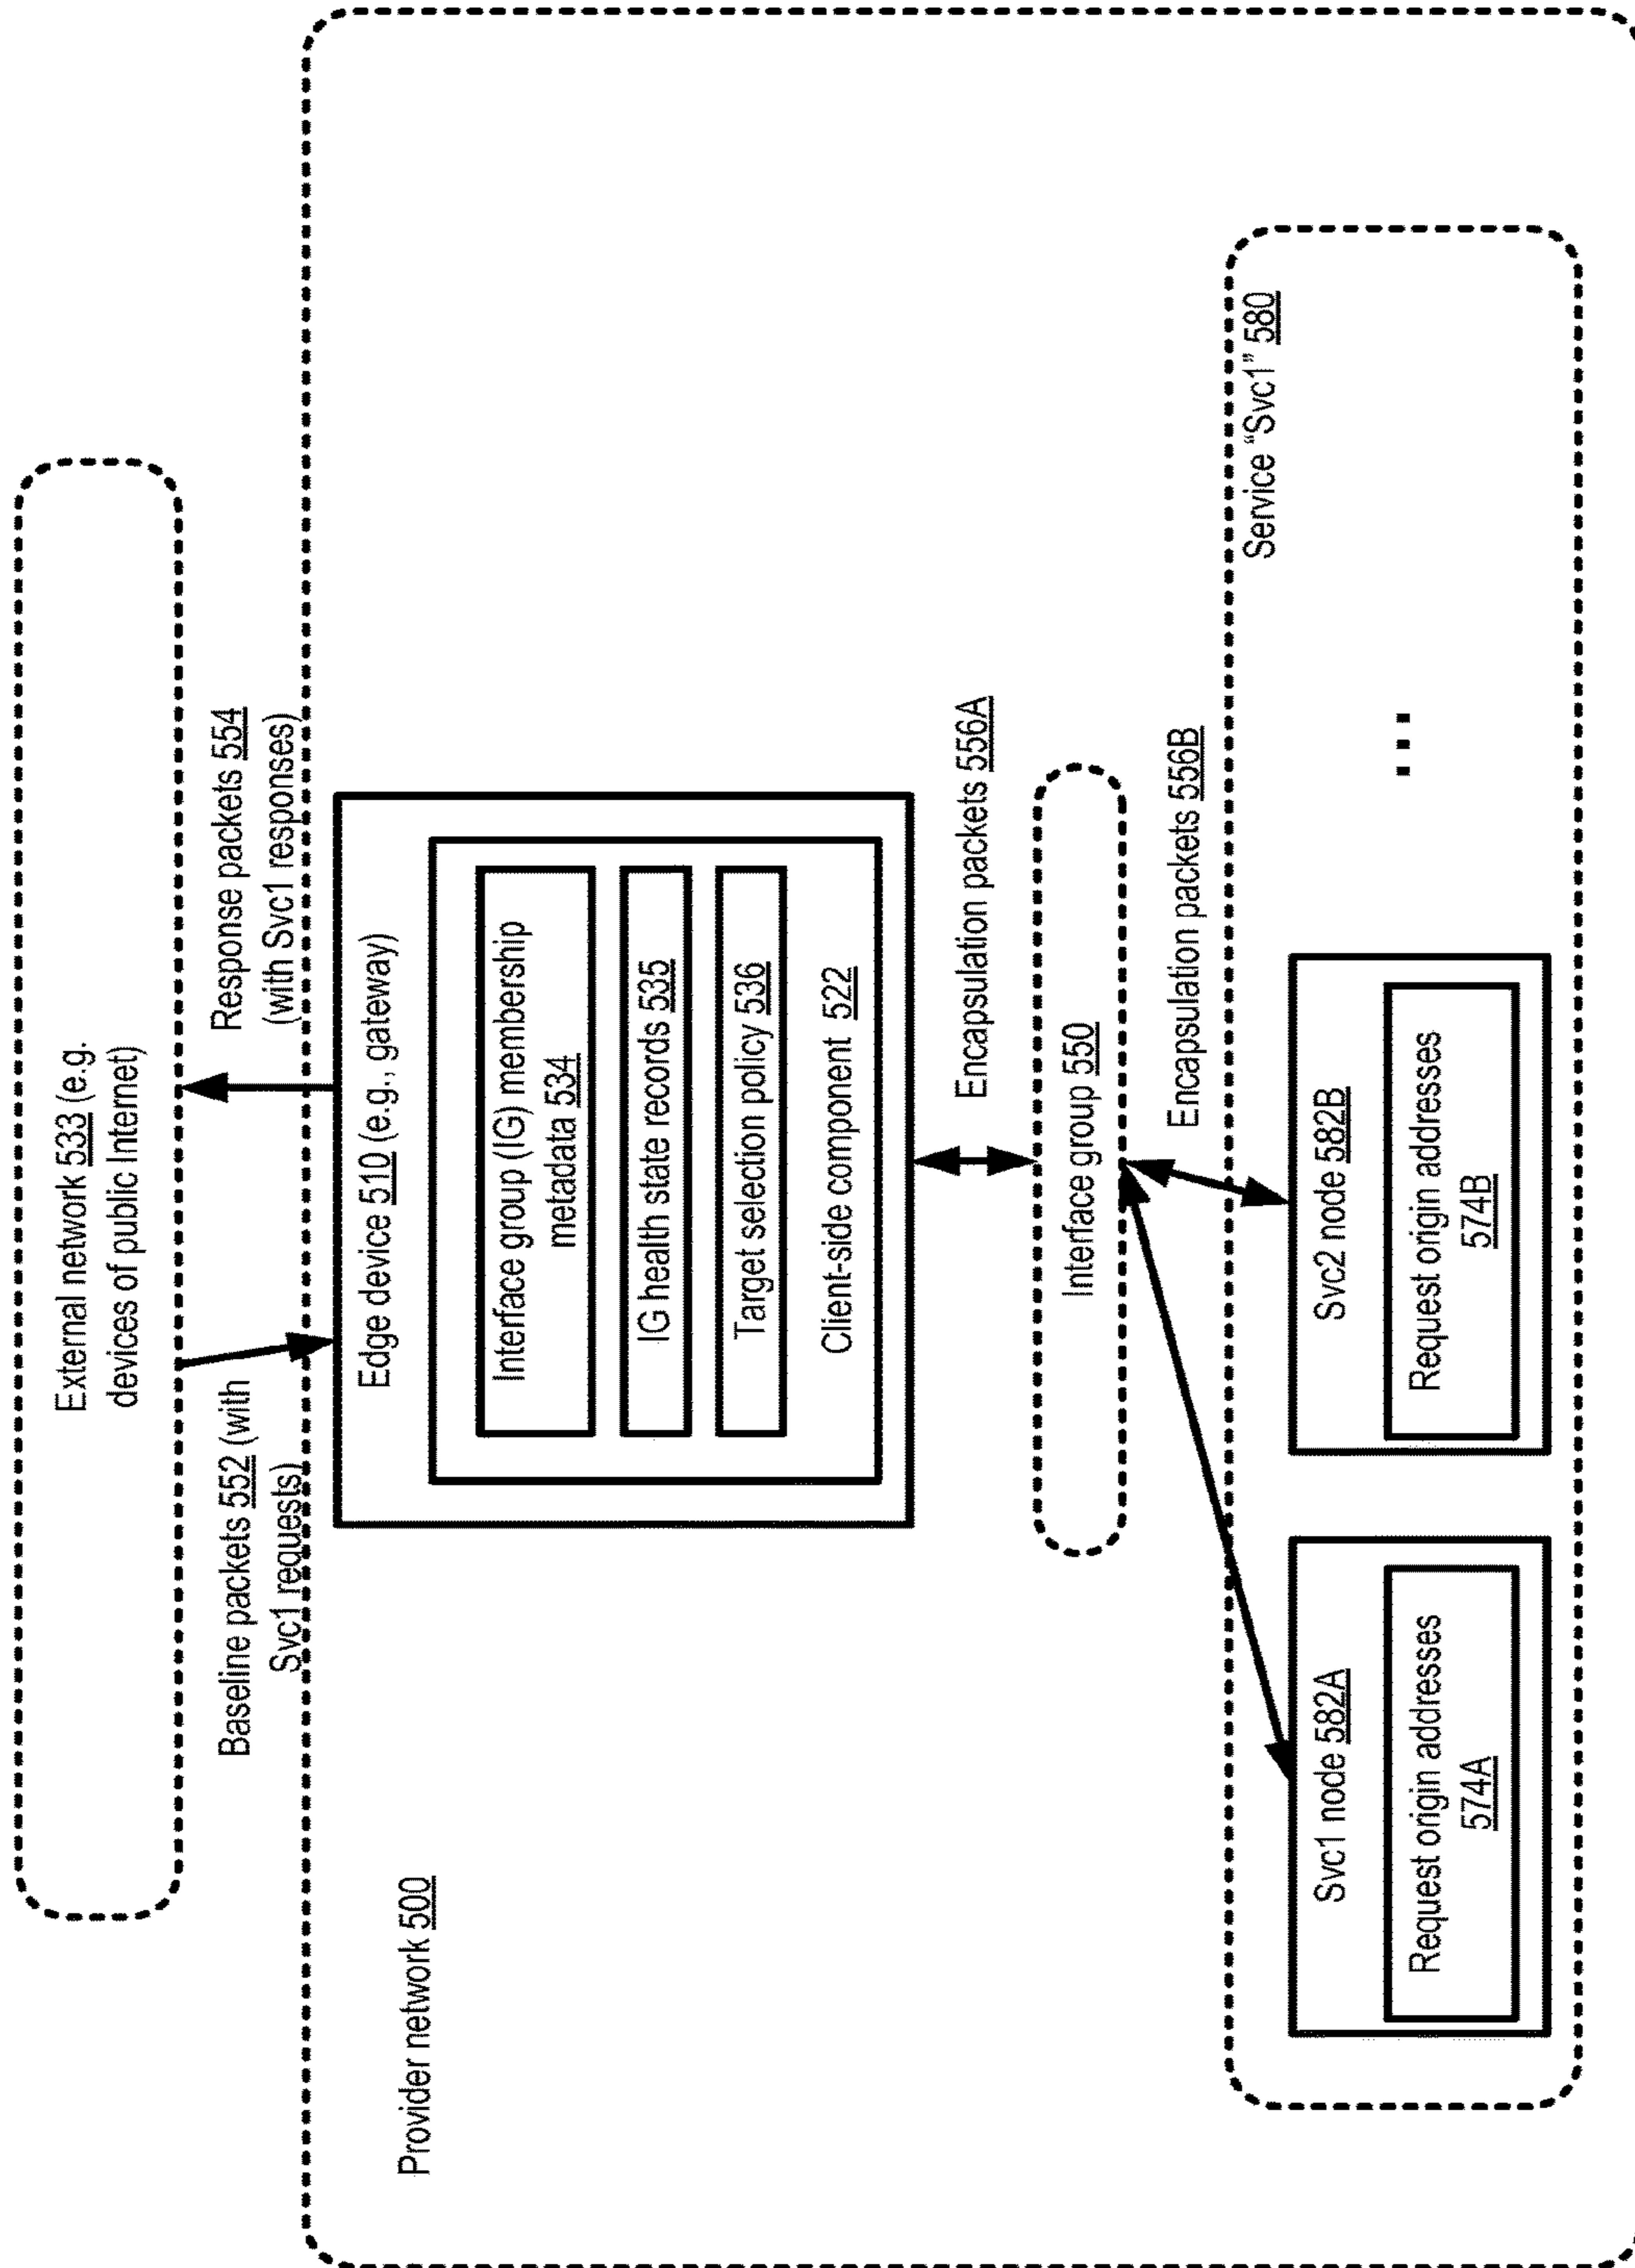 External network 533 (e.g.
devices of public Internet)
Baseline packets 552 (with
Svc1 requests)
Response packets 554
(with Svc1 responses)
Provider network 500
Edge device 510 (e.g., gateway)
Interface group (IG) membership
metadata 534
IG health state records 535
Target selection policy 536
Client-side component 522
Encapsulation packets 556A
Interface group 550
Encapsulation packets 556B
Service “Svc1” 580
Svc1 node 582A
Request origin addresses
574A
Svc2 node 582B
Request origin addresses
574B
...